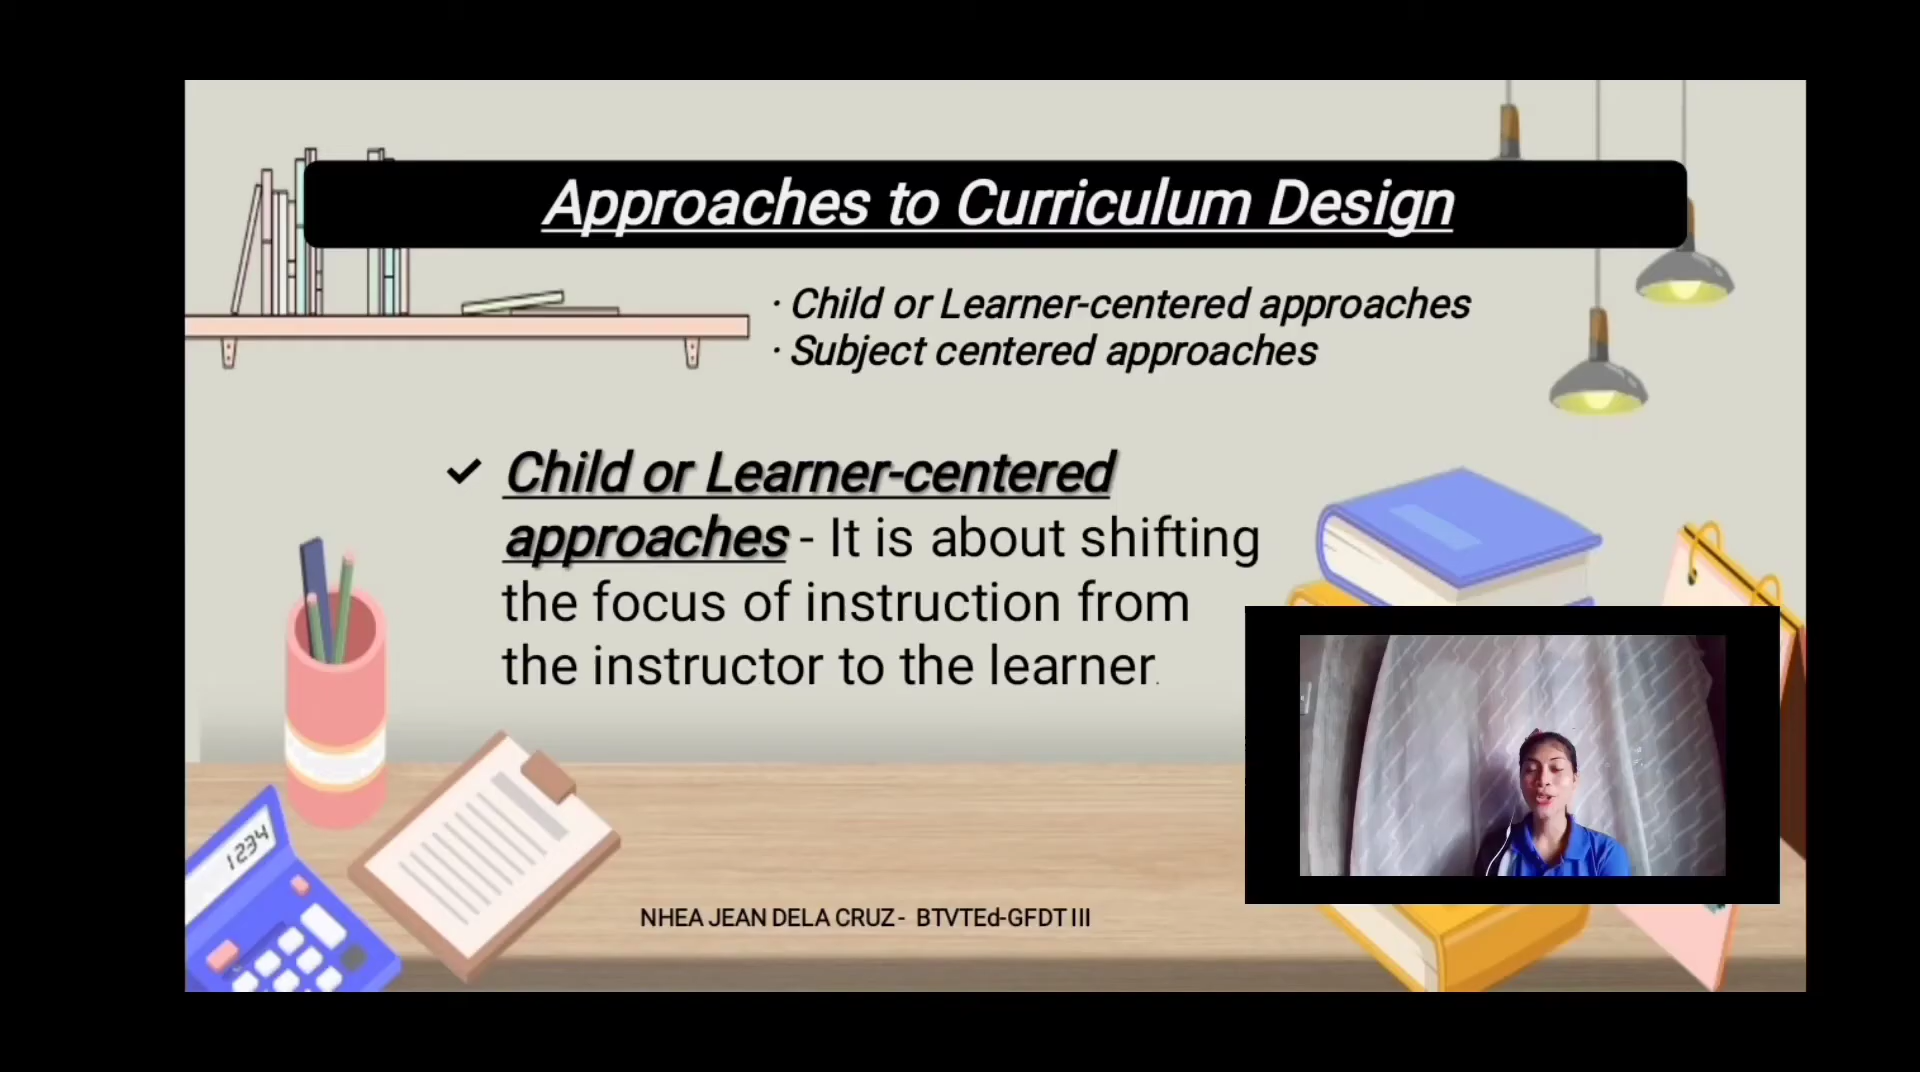 Approaches to Curriculum Design
· Child or Learner-centered approaches
· Subject centered approaches
✓ Child or Learner-centered
approaches - It is about shifting
the focus of instruction from
the instructor to the learner.
1234
NHEA JEAN DELA CRUZ - BTVTEd-GFDT III